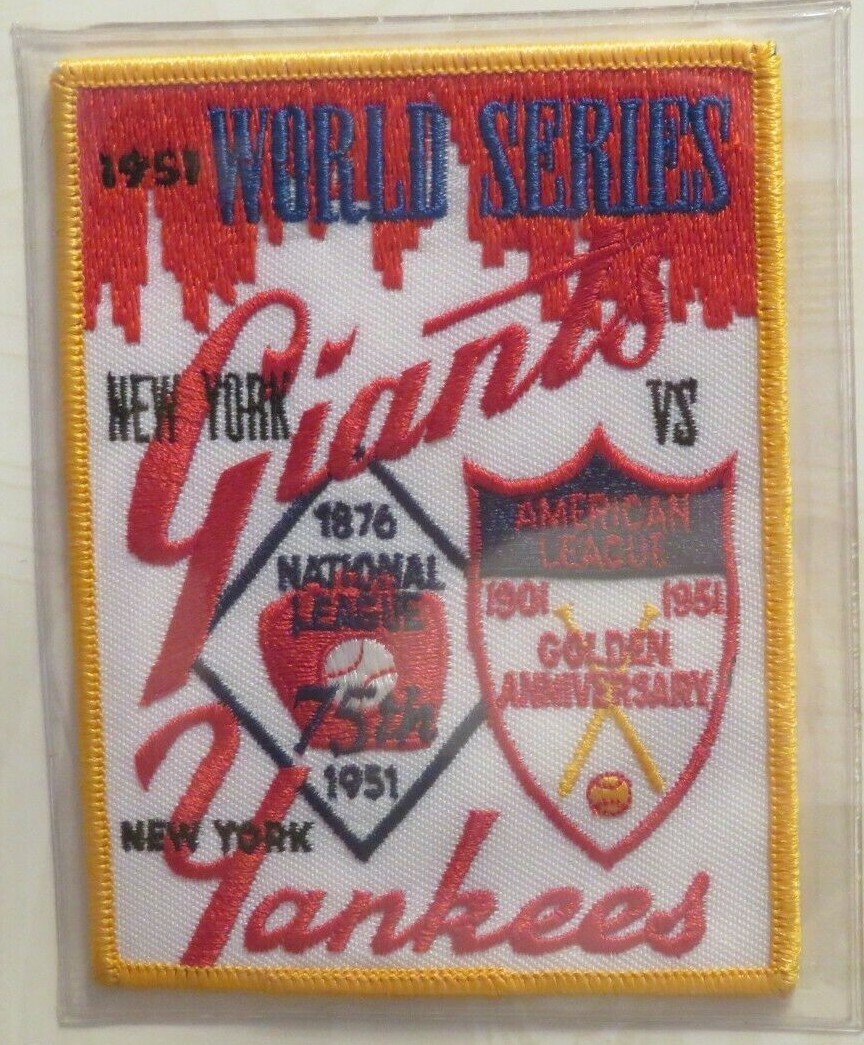 1951 WORLD SERIES
NEW YORK Giants VS
1876
NATIONAL
LEAGUE
75th
1951
AMERICAN
LEAGUE
1901 1951
GOLDEN
ANNIVERSARY
NEW YORK
Yankees